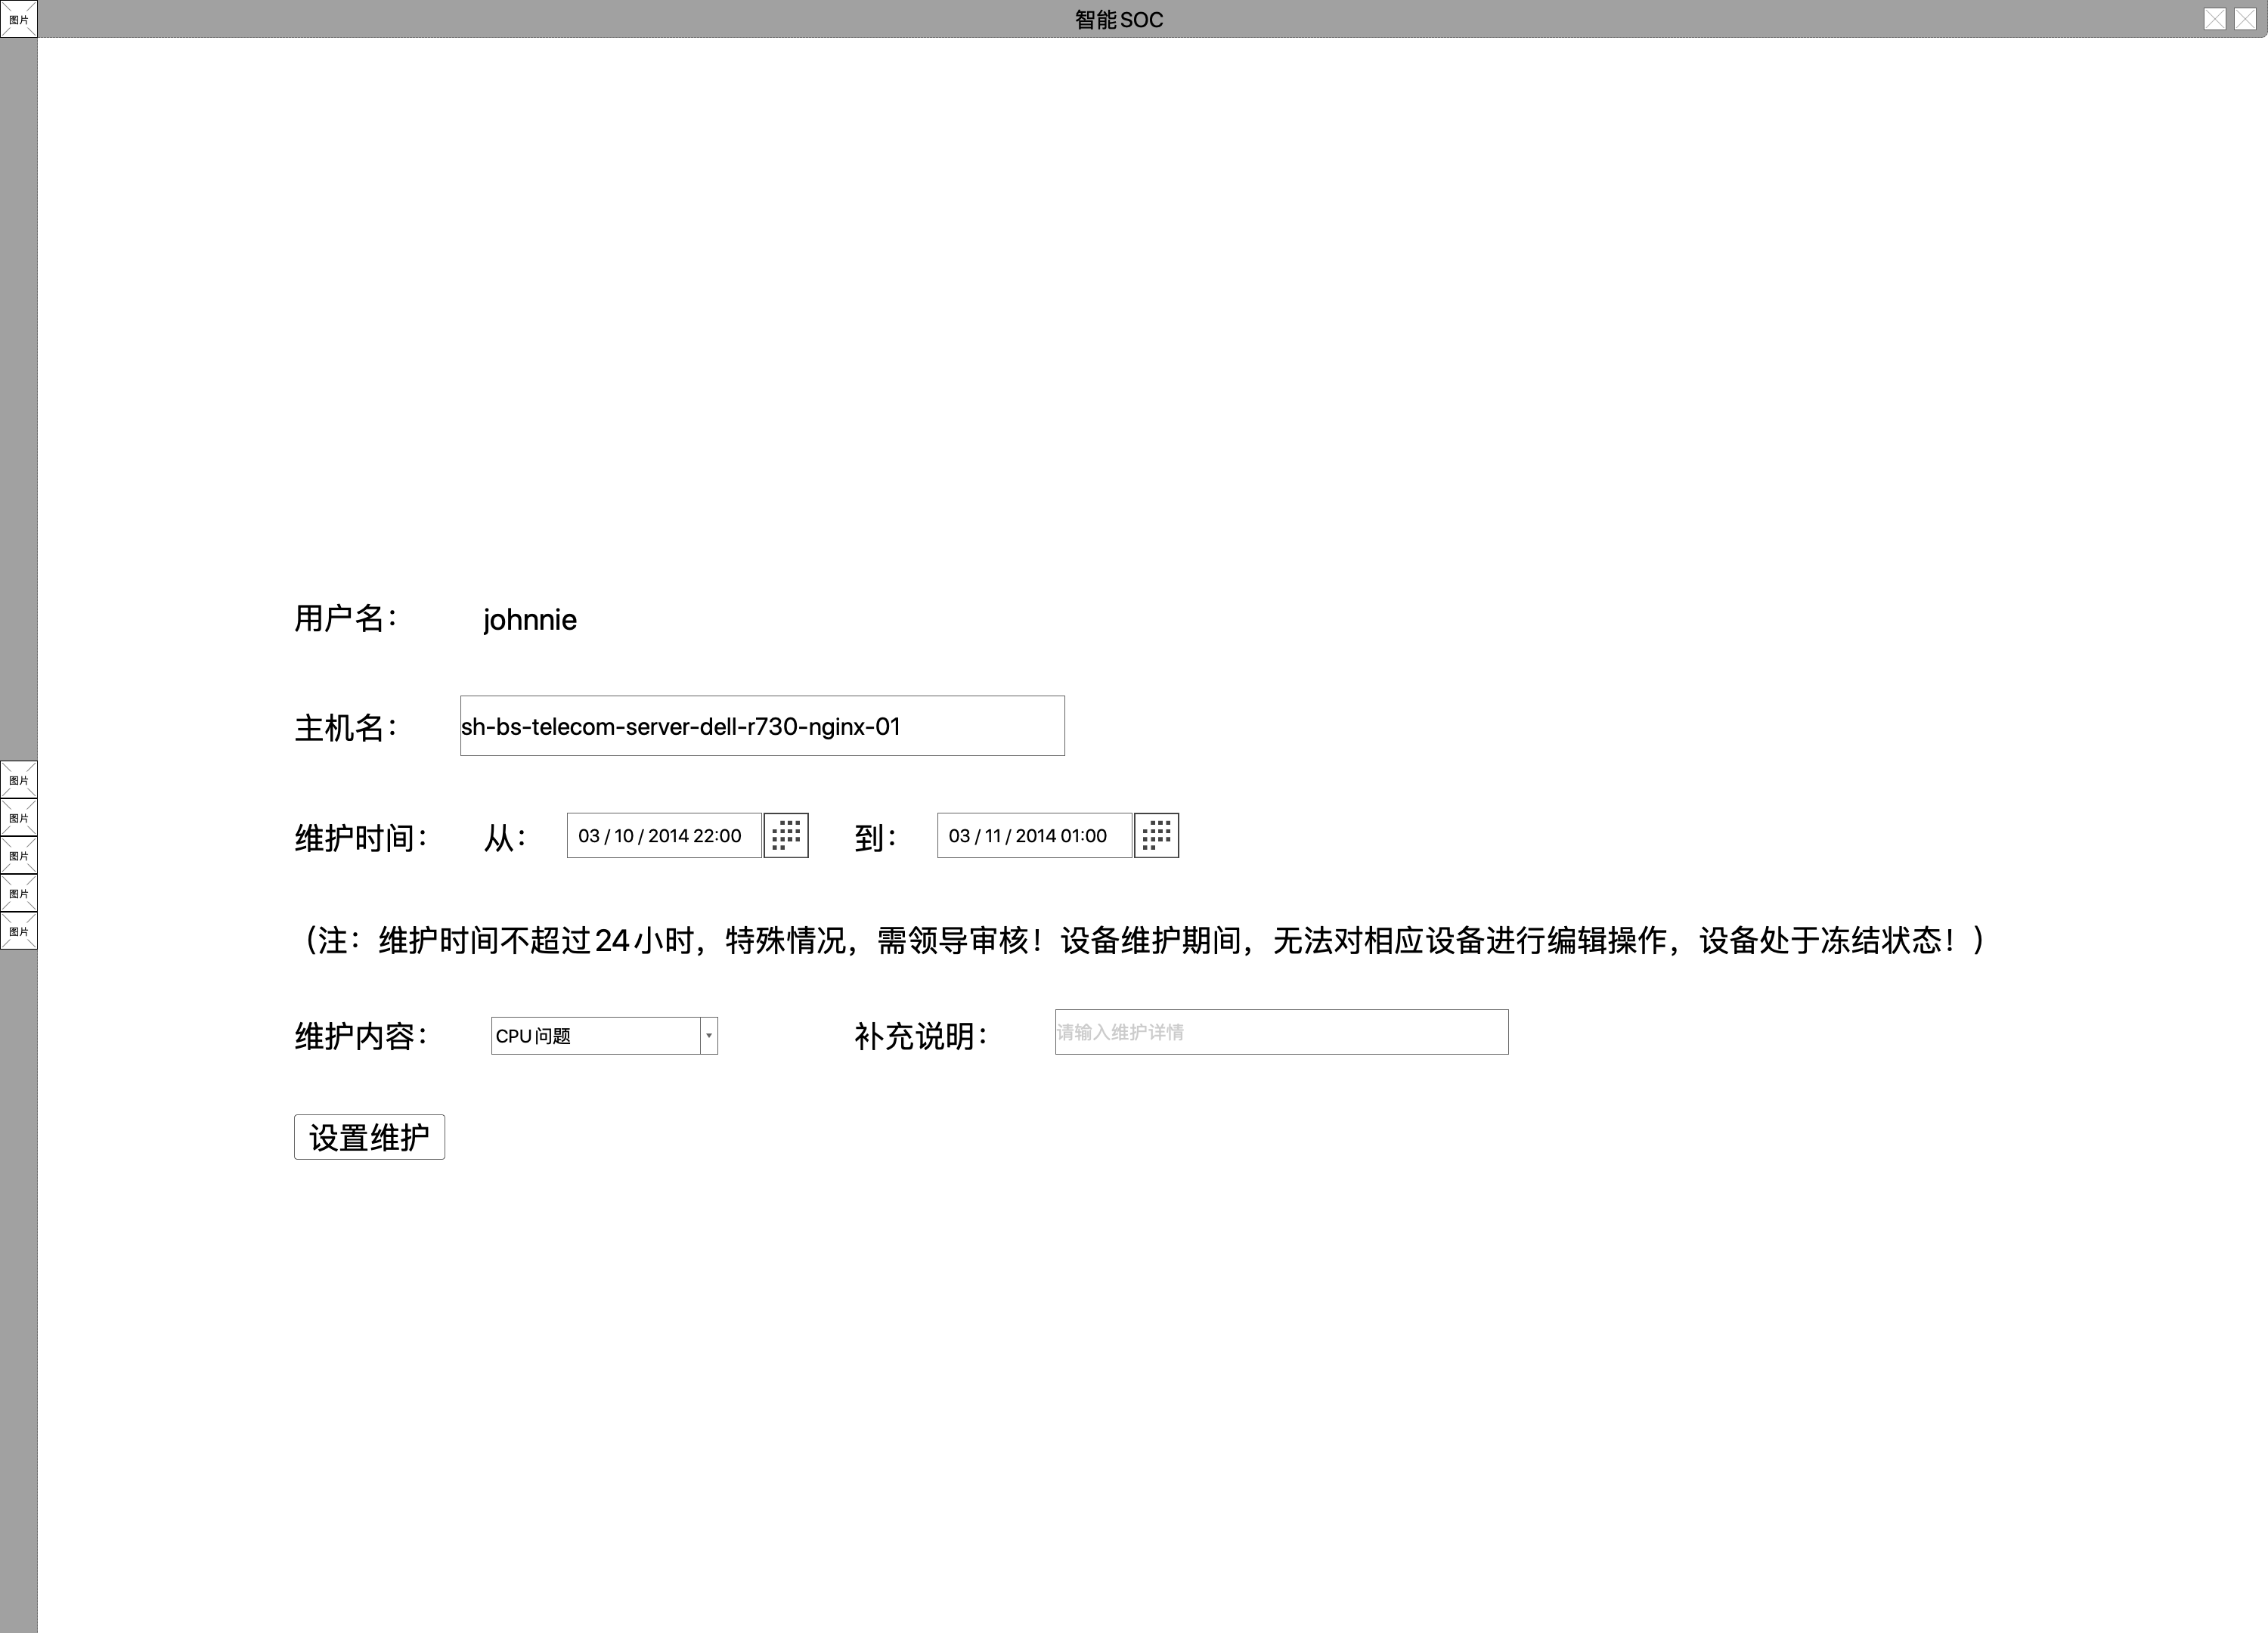 图片
智能SOC
用户名：
johnnie
主机名：
sh-bs-telecom-server-dell-r730-nginx-01
维护时间：
从：
03 / 10 / 2014 22:00
到：
03 / 11 / 2014 01:00
图片
图片
图片
图片
图片
（注：维护时间不超过24小时，特殊情况，需领导审核！设备维护期间，无法对相应设备进行编辑操作，设备处于冻结状态！）
维护内容：
CPU问题
补充说明：
请输入维护详情
设置维护